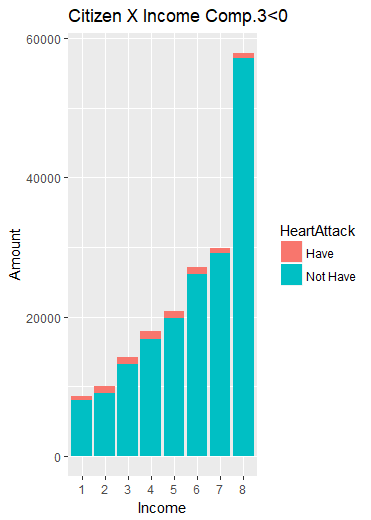 Citizen X Income Comp.3<0
60000
40000
20000
0
Amount
1 2 3 4 5 6 7 8
Income
HeartAttack
Have
Not Have